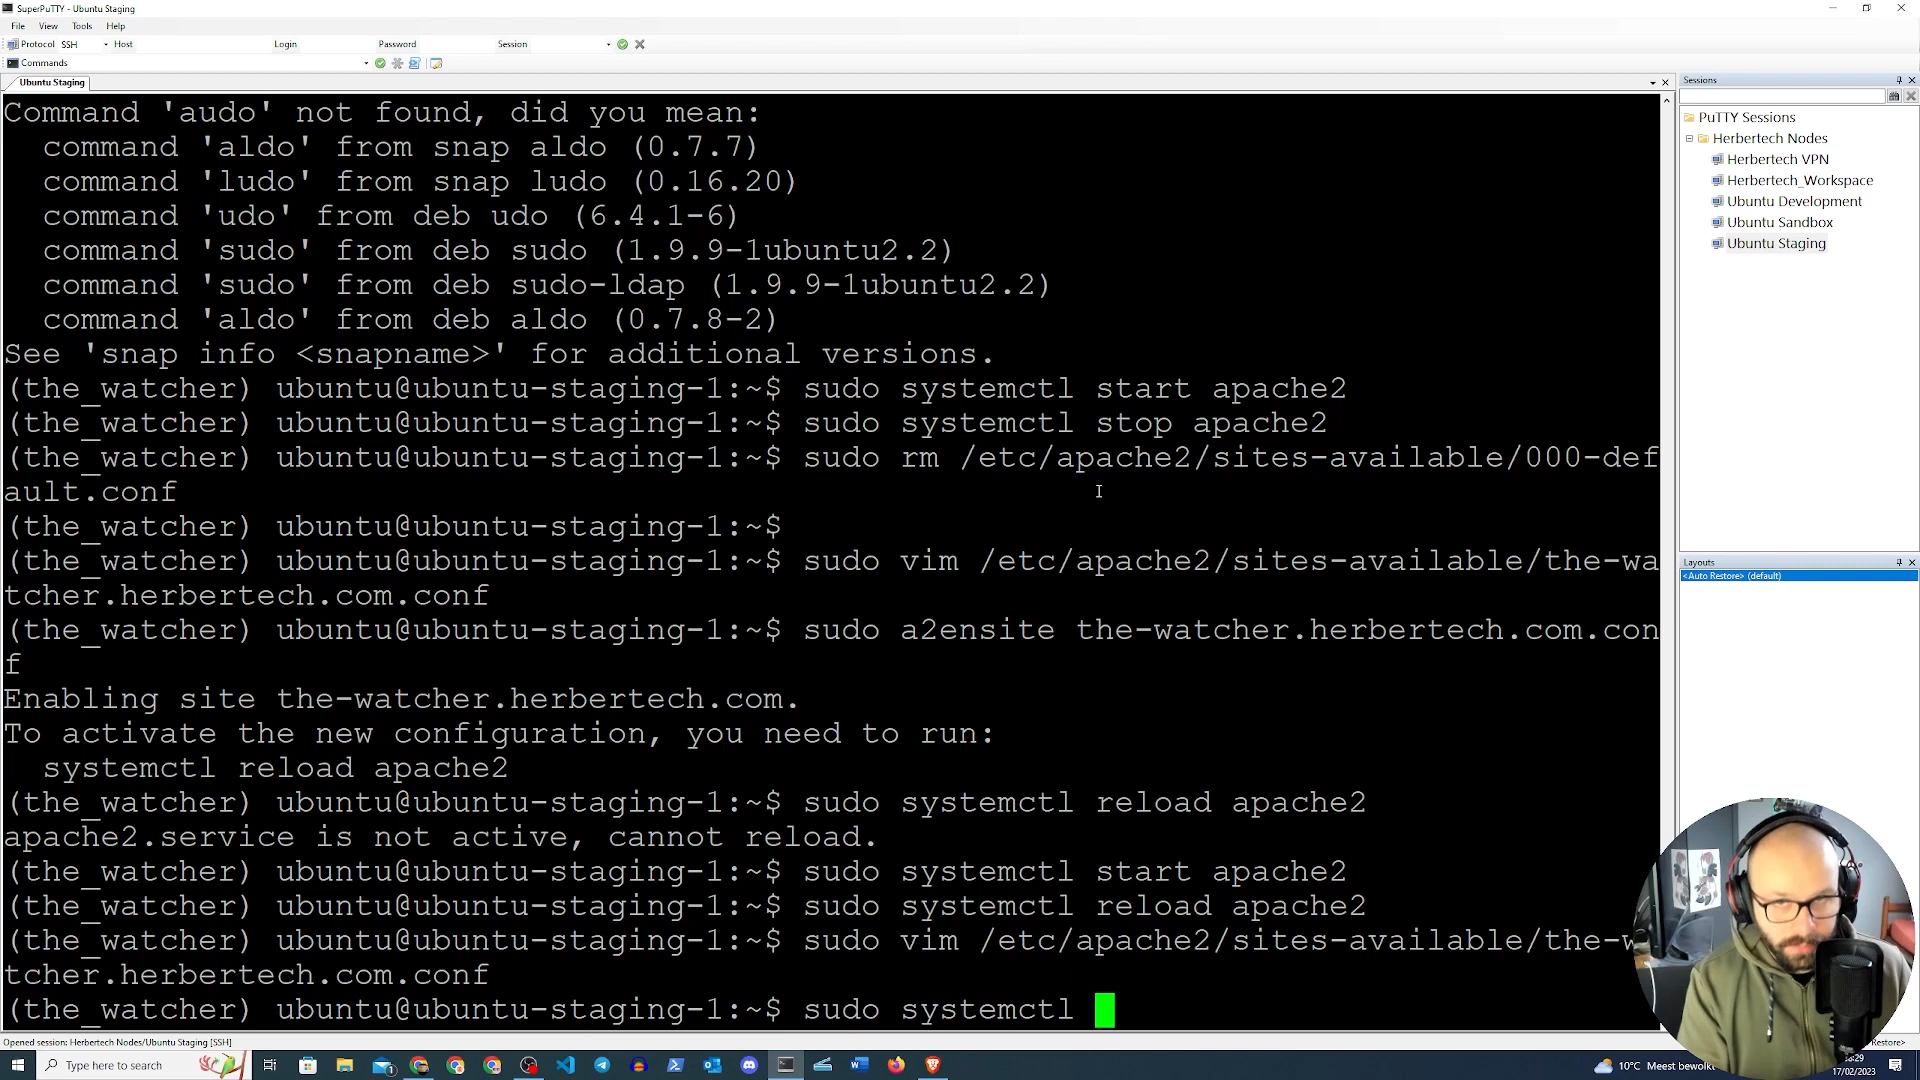 SuperPuTTY - Ubuntu Staging
File View Tools Help
Protocol SSH Host Login Password Session
Commands
Ubuntu Staging
Command 'audo' not found, did you mean:
command 'aldo' from snap aldo (0.7.7)
command 'ludo' from snap ludo (0.16.20)
command 'udo' from deb udo (6.4.1-6)
command 'sudo' from deb sudo (1.9.9-1ubuntu2.2)
command 'sudo' from deb sudo-ldap (1.9.9-1ubuntu2.2)
command 'aldo' from deb aldo (0.7.8-2)
See 'snap info <snapname>' for additional versions.
(the_watcher) ubuntu@ubuntu-staging-1:~$ sudo systemctl start apache2
(the_watcher) ubuntu@ubuntu-staging-1:~$ sudo systemctl stop apache2
(the_watcher) ubuntu@ubuntu-staging-1:~$ sudo rm /etc/apache2/sites-available/000-def
ault.conf
(the_watcher) ubuntu@ubuntu-staging-1:~$
(the_watcher) ubuntu@ubuntu-staging-1:~$ sudo vim /etc/apache2/sites-available/the-wa
tcher.herbertech.com.conf
(the_watcher) ubuntu@ubuntu-staging-1:~$ sudo a2ensite the-watcher.herbertech.com.con
f
Enabling site the-watcher.herbertech.com.
To activate the new configuration, you need to run:
systemctl reload apache2
(the_watcher) ubuntu@ubuntu-staging-1:~$ sudo systemctl reload apache2
apache2.service is not active, cannot reload.
(the_watcher) ubuntu@ubuntu-staging-1:~$ sudo systemctl start apache2
(the_watcher) ubuntu@ubuntu-staging-1:~$ sudo systemctl reload apache2
(the_watcher) ubuntu@ubuntu-staging-1:~$ sudo vim /etc/apache2/sites-available/the-w
tcher.herbertech.com.conf
(the_watcher) ubuntu@ubuntu-staging-1:~$ sudo systemctl
Sessions
PuTTY Sessions
Herbertech Nodes
Herbertech VPN
Herbertech_Workspace
Ubuntu Development
Ubuntu Sandbox
Ubuntu Staging
Layouts
<Auto Restore> (default)
Opened session: Herbertech Nodes/Ubuntu Staging [SSH]
Restore>
Type here to search
10°C Meest bewolkt
17/02/2023